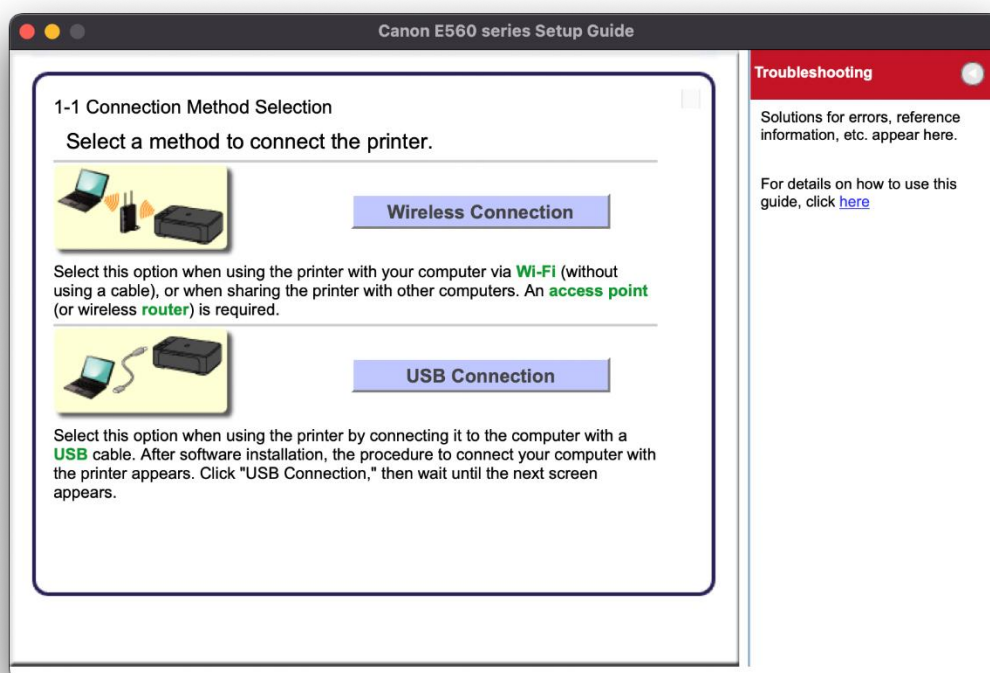 Canon E560 series Setup Guide
1-1 Connection Method Selection
Select a method to connect the printer.
Wireless Connection
Select this option when using the printer with your computer via Wi-Fi (without
using a cable), or when sharing the printer with other computers. An access point
(or wireless router) is required.
USB Connection
Select this option when using the printer by connecting it to the computer with a
USB cable. After software installation, the procedure to connect your computer with
the printer appears. Click "USB Connection," then wait until the next screen
appears.
Troubleshooting
Solutions for errors, reference
information, etc. appear here.
For details on how to use this
guide, click here